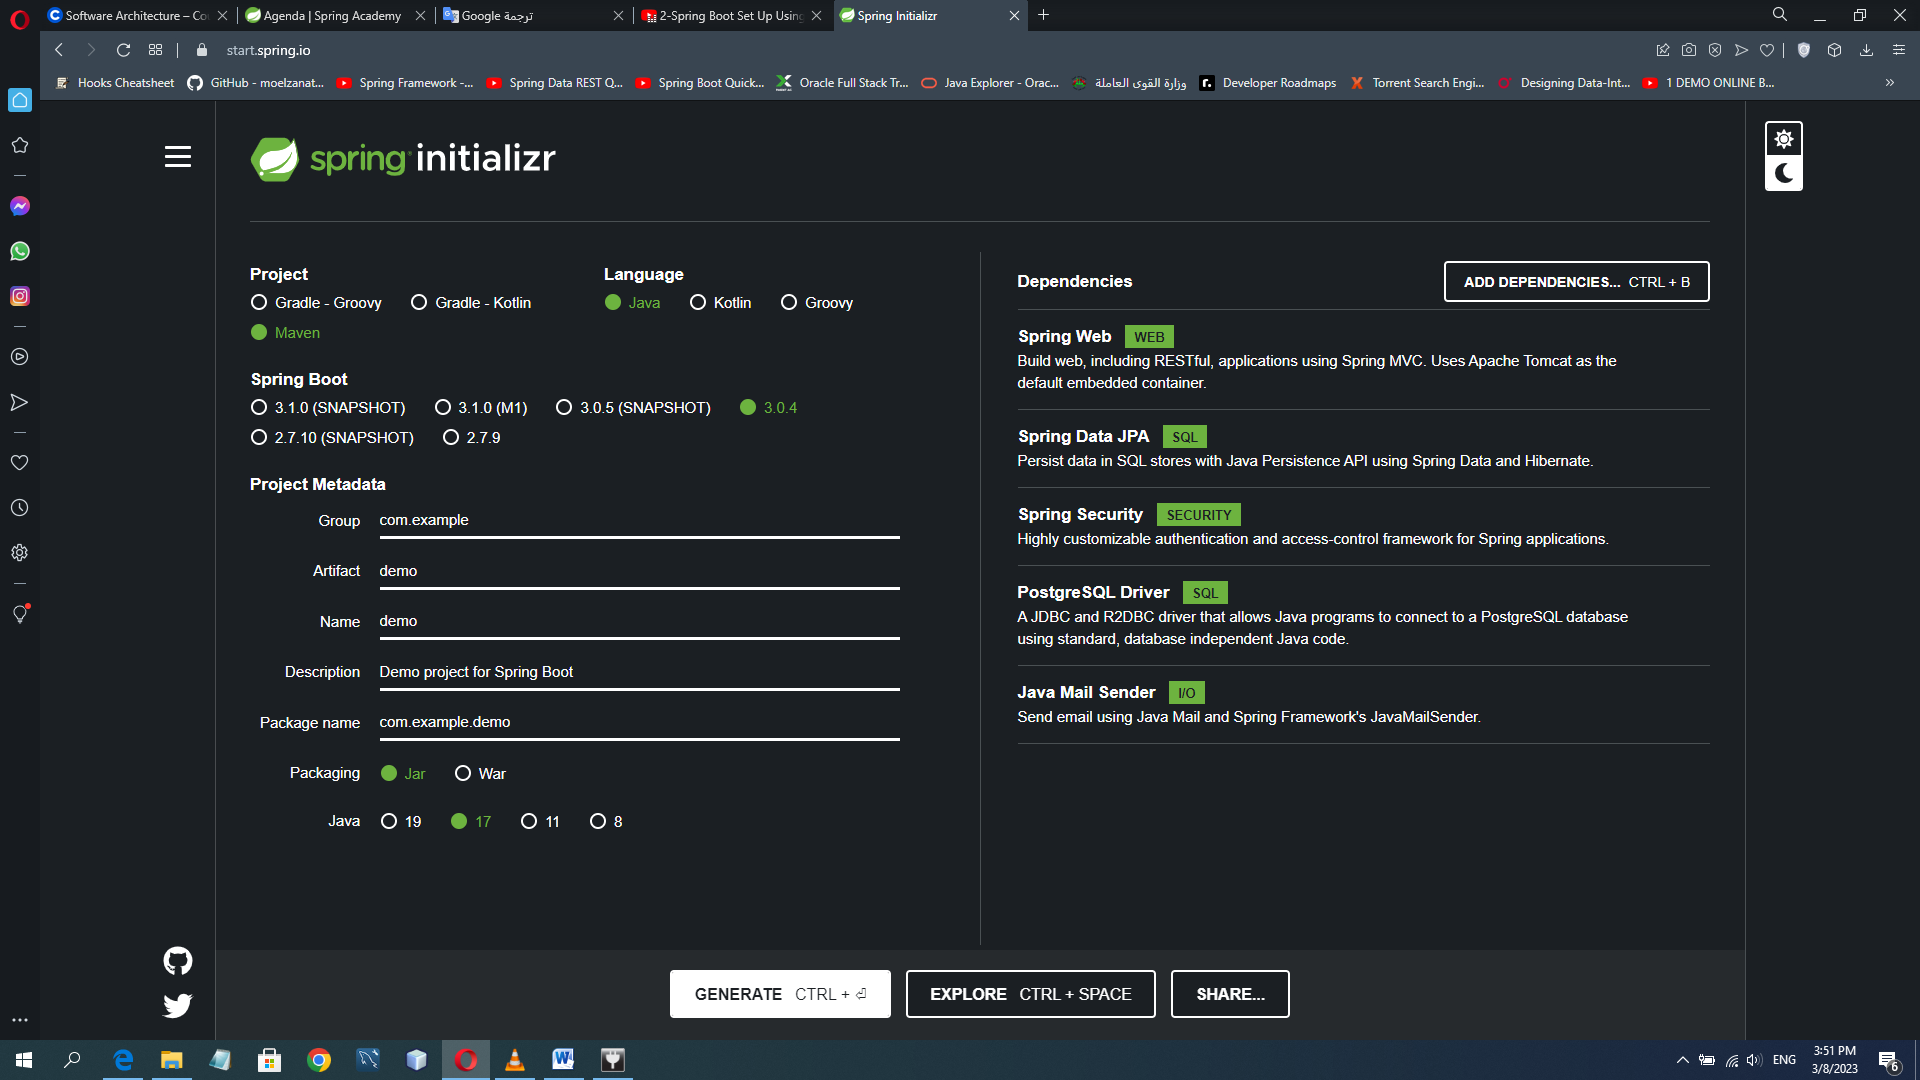 Software Architecture – Co
Agenda | Spring Academy
Google ترجمة
2-Spring Boot Set Up Using
Spring Initializr
start.spring.io
Hooks Cheatsheet
GitHub - moelzanat...
Spring Framework -...
Spring Data REST Q...
Spring Boot Quick...
Oracle Full Stack Tr...
Java Explorer - Orac...
وزارة القوى العاملة
Developer Roadmaps
Torrent Search Engi...
Designing Data-Int...
1 DEMO ONLINE B...
spring initializr
Project
Gradle - Groovy Gradle - Kotlin
Maven
Language
Java Kotlin Groovy
Spring Boot
3.1.0 (SNAPSHOT) 3.1.0 (M1) 3.0.5 (SNAPSHOT) 3.0.4
2.7.10 (SNAPSHOT) 2.7.9
Project Metadata
Group com.example
Artifact demo
Name demo
Description Demo project for Spring Boot
Package name com.example.demo
Packaging Jar War
Java 19 17 11 8
Dependencies
ADD DEPENDENCIES... CTRL + B
Spring Web WEB
Build web, including RESTful, applications using Spring MVC. Uses Apache Tomcat as the
default embedded container.
Spring Data JPA SQL
Persist data in SQL stores with Java Persistence API using Spring Data and Hibernate.
Spring Security SECURITY
Highly customizable authentication and access-control framework for Spring applications.
PostgreSQL Driver SQL
A JDBC and R2DBC driver that allows Java programs to connect to a PostgreSQL database
using standard, database independent Java code.
Java Mail Sender I/O
Send email using Java Mail and Spring Framework's JavaMailSender.
GENERATE CTRL + ⏎
EXPLORE CTRL + SPACE
SHARE...
ENG
3:51 PM
3/8/2023
6